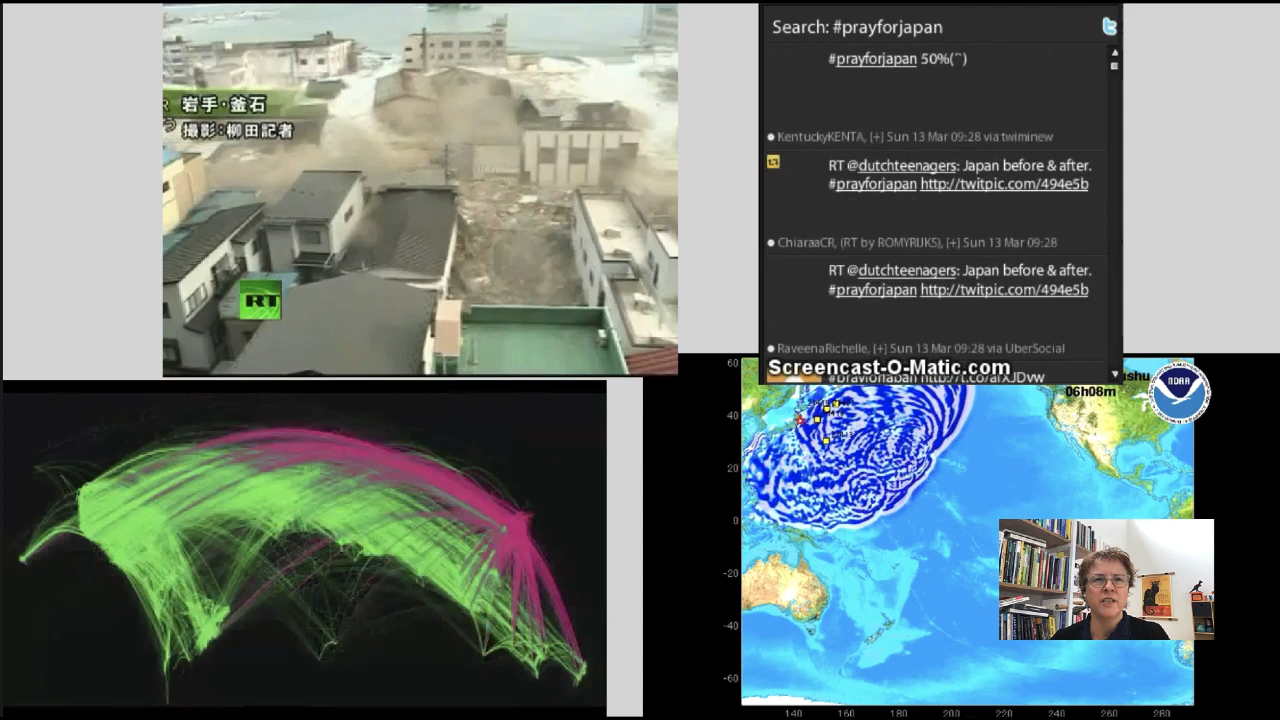 岩手・釜石
撮影:柳田記者
RT
Search: #prayforjapan
#prayforjapan 50%(¯)
KentuckyKENTA, [+] Sun 13 Mar 09:28 via twiminew
RT @dutchteenagers: Japan before & after.
#prayforjapan http://twitpic.com/494e5b
ChiaraaCR, (RT by ROMYRIJKS), [+] Sun 13 Mar 09:28
RT @dutchteenagers: Japan before & after.
#prayforjapan http://twitpic.com/494e5b
RaveenaRichelle, [+] Sun 13 Mar 09:28 via UberSocial
Screencast-O-Matic.com
#prayforjapan
60
06h08m
NOAA
40
20
0
-20
-40
-60
140 160 180 200 220 240 260 280